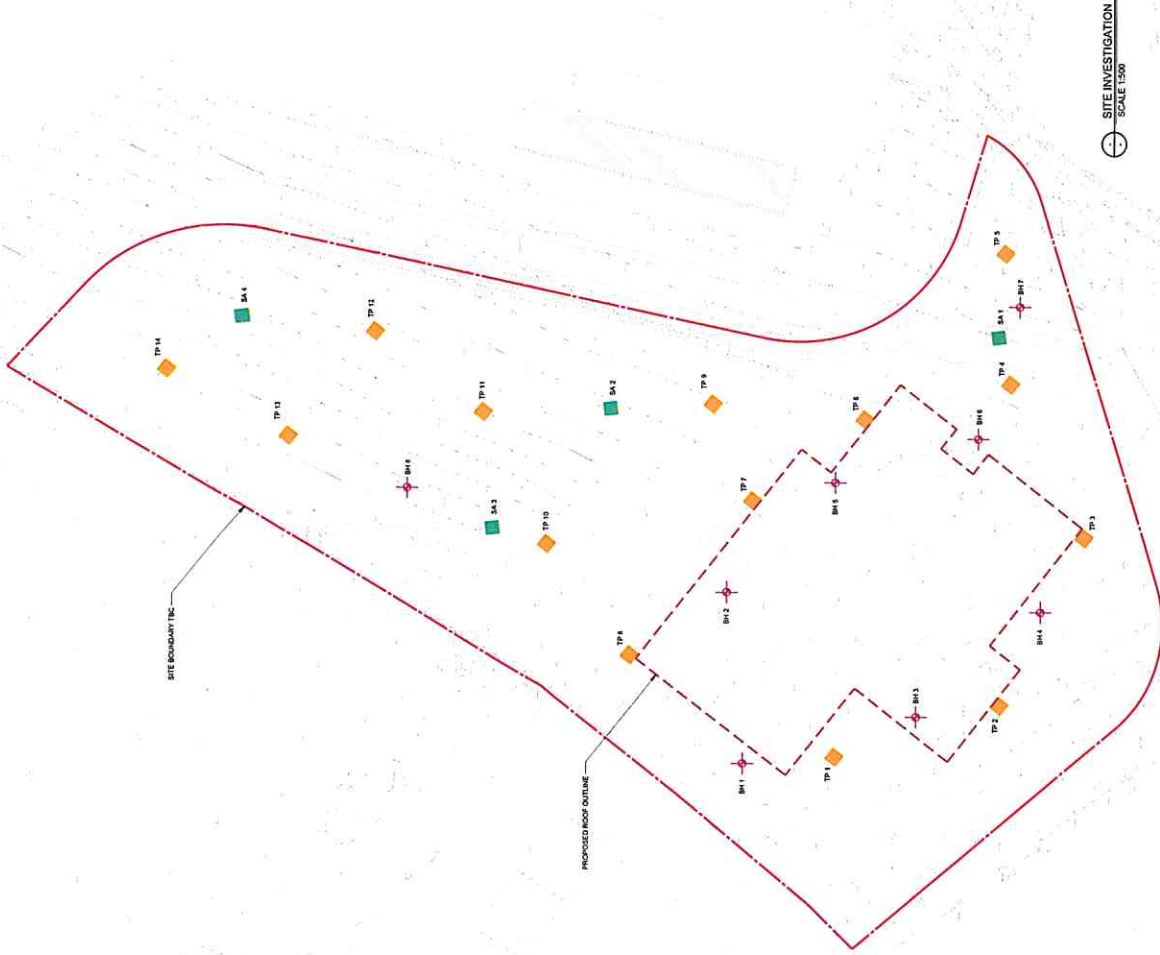 SITE INVESTIGATION
SCALE 1:500
TP 14
SA 4
TP 12
TP 13
TP 11
BH 8
SA 2
SA 3
TP 10
TP 9
SITE BOUNDARY TBC
TP 5
BH 7
SA 1
TP 4
TP 6
BH 6
TP 7
BH 5
BH 2
TP 8
TP 3
BH 4
BH 3
TP 2
BH 1
TP 1
PROPOSED ROOF OUTLINE